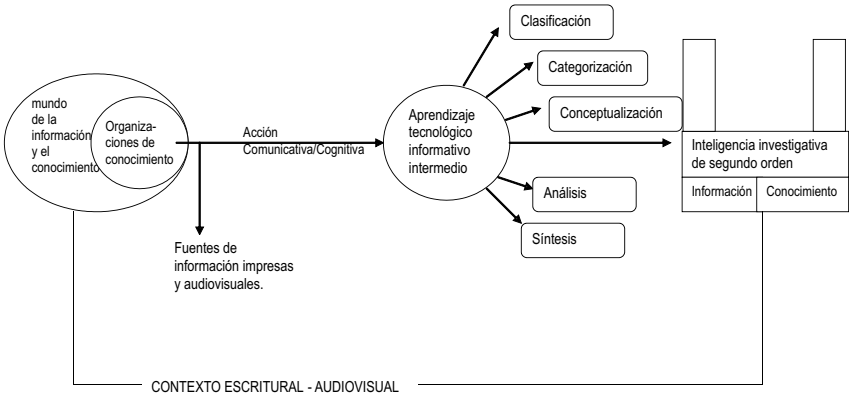 mundo
de la
información
y el
conocimiento
Organiza-
ciones de
conocimiento
Acción
Comunicativa/Cognitiva
Fuentes de
información impresas
y audiovisuales.
Aprendizaje
tecnológico
informativo
intermedio
Clasificación
Categorización
Conceptualización
Análisis
Síntesis
Inteligencia investigativa
de segundo orden
Información
Conocimiento
CONTEXTO ESCRITURAL - AUDIOVISUAL